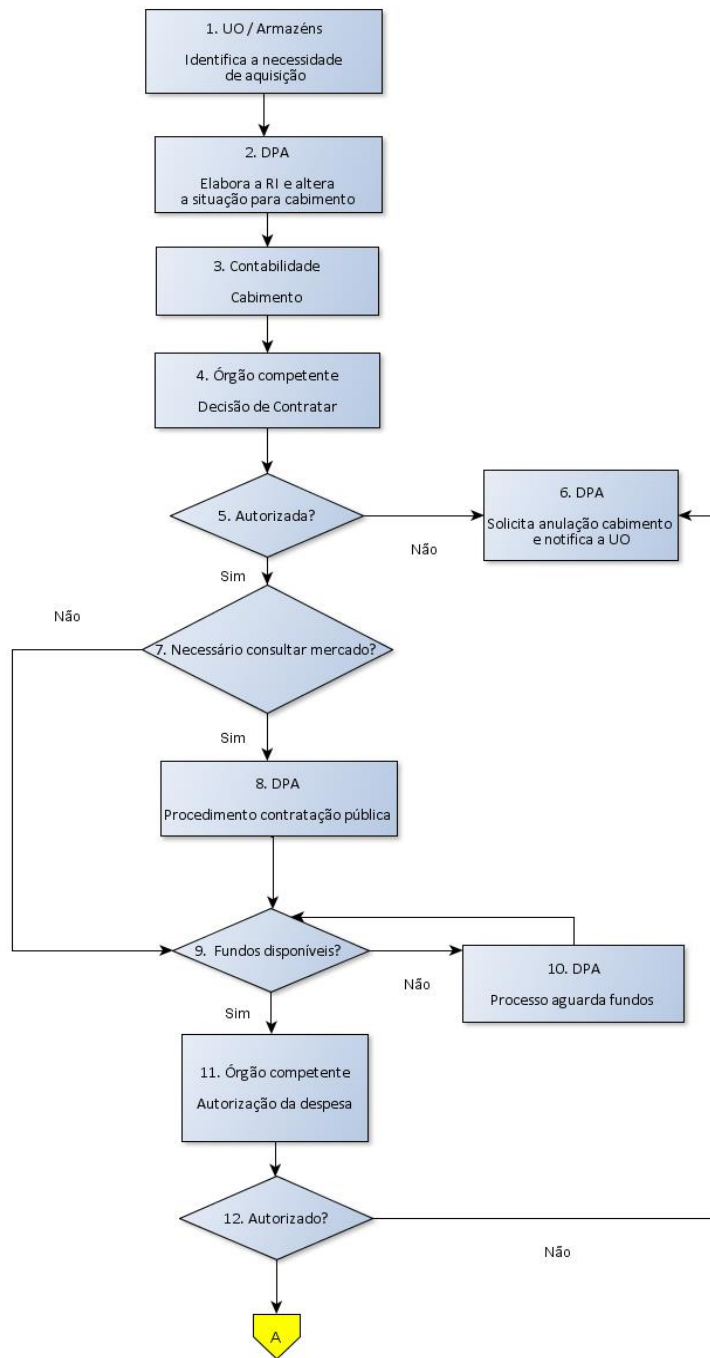 1. UO / Armazéns
Identifica a necessidade
de aquisição
2. DPA
Elabora a RI e altera
a situação para cabimento
3. Contabilidade
Cabimento
4. Órgão competente
Decisão de Contratar
5. Autorizada?
Não
6. DPA
Solicita anulação cabimento
e notifica a UO
Sim
Não
7. Necessário consultar mercado?
Sim
8. DPA
Procedimento contratação pública
9. Fundos disponíveis?
Não
10. DPA
Processo aguarda fundos
Sim
11. Órgão competente
Autorização da despesa
12. Autorizado?
Não
A